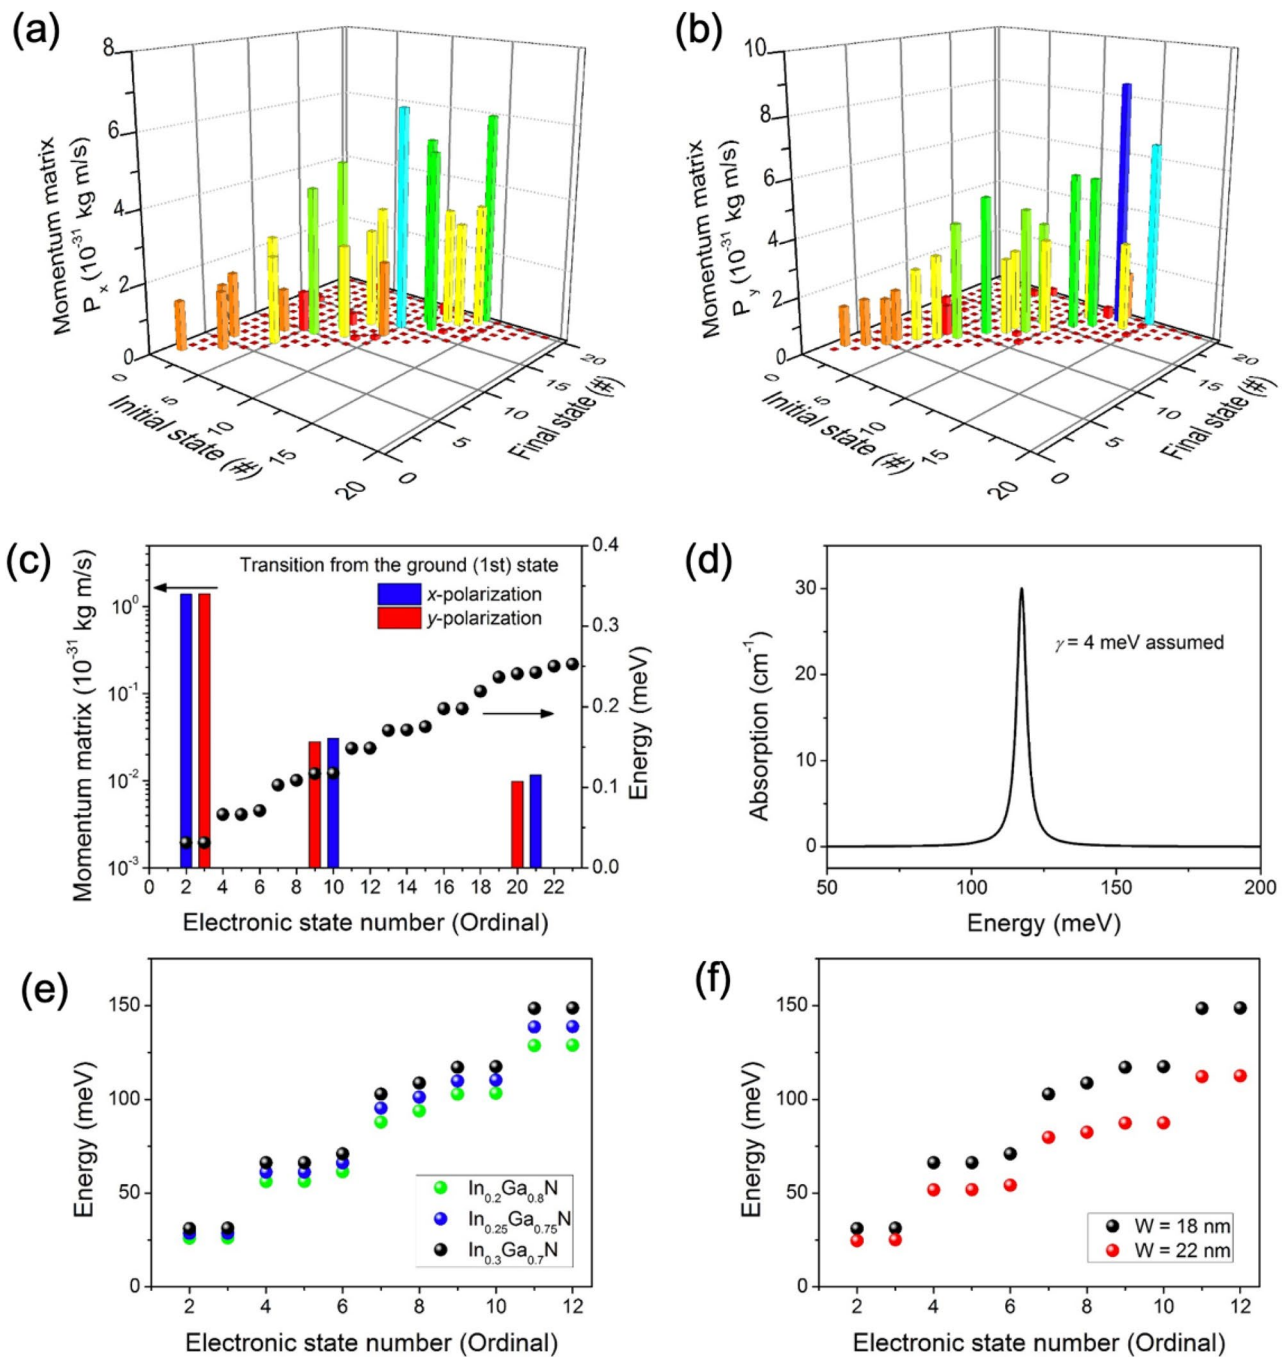 (a)
8
6
4
2
0
Momentum matrix
Pₓ (10⁻³¹ kg m/s)
0
5
10
15
20
Initial state (#)
0
5
10
15
20
Final state (#)
(b)
10
8
6
4
2
0
Momentum matrix
P_y (10⁻³¹ kg m/s)
0
5
10
15
20
Initial state (#)
0
5
10
15
20
Final state (#)
(c)
Momentum matrix (10⁻³¹ kg m/s)
10⁰
10⁻¹
10⁻²
10⁻³
Transition from the ground (1st) state
x-polarization
y-polarization
0.4
0.3
0.2
0.1
0.0
Energy (meV)
0 2 4 6 8 10 12 14 16 18 20 22
Electronic state number (Ordinal)
(d)
Absorption (cm⁻¹)
30
20
10
0
γ = 4 meV assumed
50 100 150 200
Energy (meV)
(e)
Energy (meV)
150
100
50
0
In₀.₂Ga₀.₈N
In₀.₂₅Ga₀.₇₅N
In₀.₃Ga₀.₇N
2 4 6 8 10 12
Electronic state number (Ordinal)
(f)
Energy (meV)
150
100
50
0
W = 18 nm
W = 22 nm
2 4 6 8 10 12
Electronic state number (Ordinal)